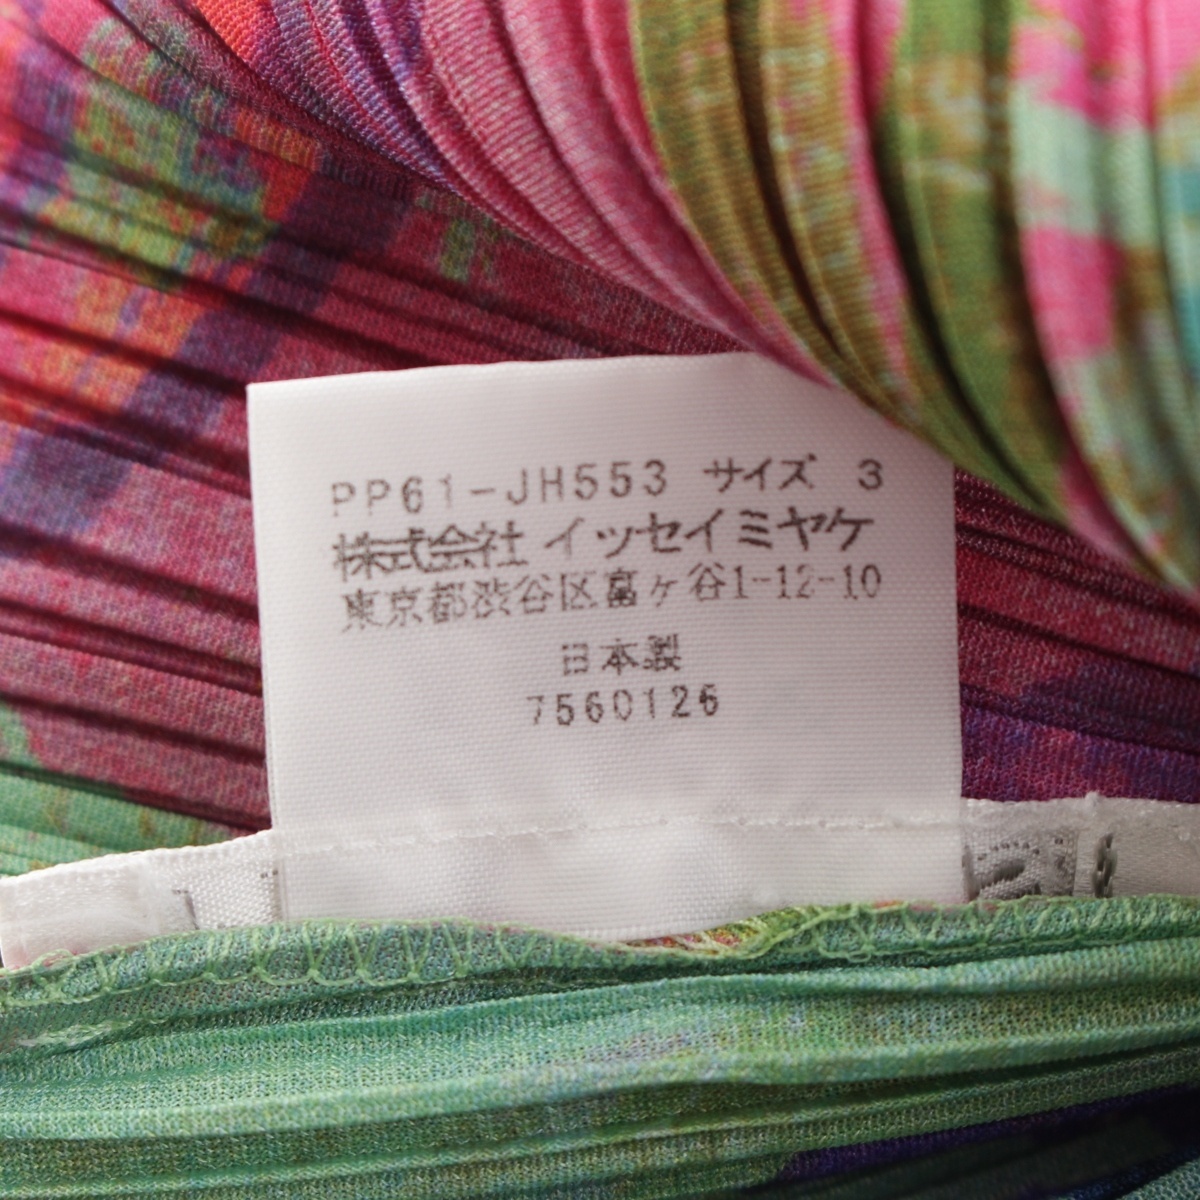 PP61-JH553 サイズ 3
株式会社 イッセイミヤケ
東京都渋谷区富ヶ谷1-12-10
日本製
7560126